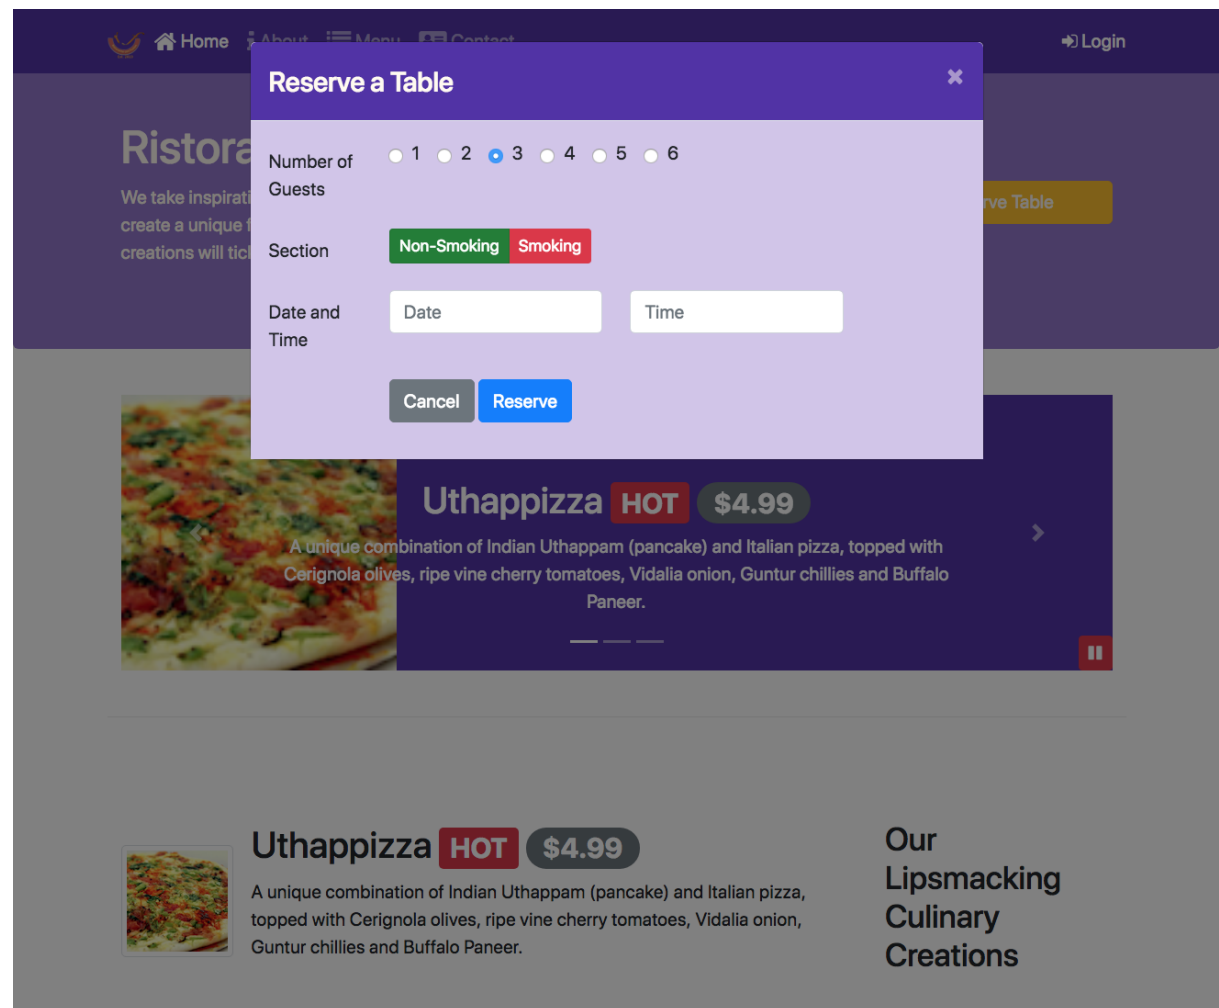 Home About Menu Contact Login
Reserve a Table ×
Ristora
We take inspirati
create a unique f
creations will tic
rve Table
Number of
Guests
1 2 3 4 5 6
Section
Non-Smoking Smoking
Date and
Time
Date Time
Cancel Reserve
Uthappizza HOT $4.99
A unique combination of Indian Uthappam (pancake) and Italian pizza, topped with
Cerignola olives, ripe vine cherry tomatoes, Vidalia onion, Guntur chillies and Buffalo
Paneer.
Uthappizza HOT $4.99
A unique combination of Indian Uthappam (pancake) and Italian pizza,
topped with Cerignola olives, ripe vine cherry tomatoes, Vidalia onion,
Guntur chillies and Buffalo Paneer.
Our
Lipsmacking
Culinary
Creations